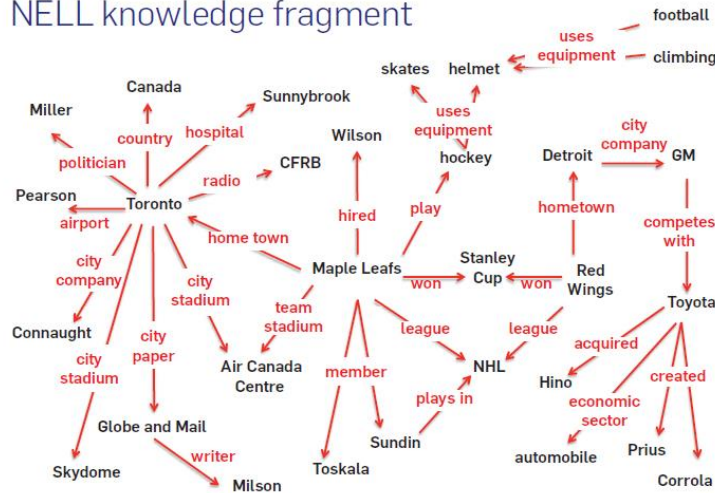 NELL knowledge fragment
football
uses
equipment
climbing
skates
helmet
Canada
Miller
Sunnybrook
uses
equipment
country
hospital
Wilson
city
company
politician
CFRB
hockey
Detroit
GM
Pearson
radio
Toronto
airport
hired
play
hometown
competes
with
home town
city
company
Maple Leafs
Stanley
Cup
Red
Wings
city
stadium
won
won
Toyota
team
stadium
Connaught
city
paper
league
league
acquired
city
stadium
Air Canada
Centre
member
NHL
Hino
created
plays in
economic
sector
Globe and Mail
Sundin
Prius
writer
automobile
Skydome
Toskala
Milson
Corrola